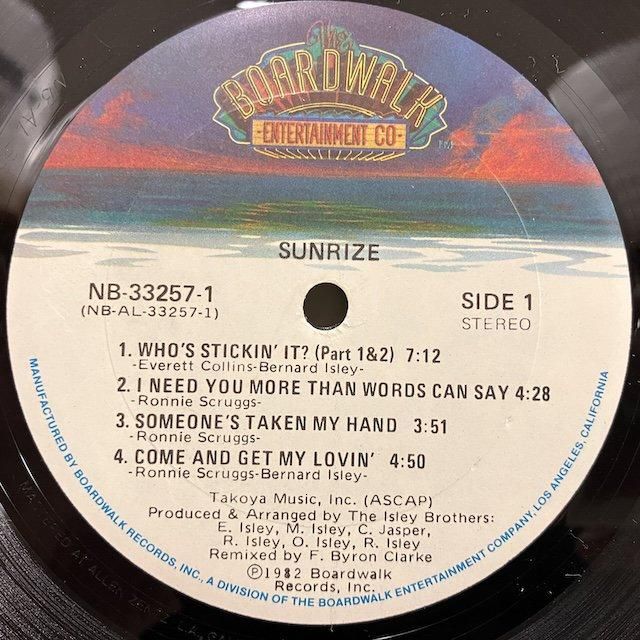 The
BOARDWALK
ENTERTAINMENT CO
TM
SUNRIZE
NB-33257-1
(NB-AL-33257-1)
SIDE 1
STEREO
1. WHO'S STICKIN' IT? (Part 1&2) 7:12
-Everett Collins-Bernard Isley-
2. I NEED YOU MORE THAN WORDS CAN SAY 4:28
-Ronnie Scruggs-
3. SOMEONE'S TAKEN MY HAND 3:51
-Ronnie Scruggs-
4. COME AND GET MY LOVIN' 4:50
-Ronnie Scruggs-Bernard Isley-
Takoya Music, Inc. (ASCAP)
Produced & Arranged by The Isley Brothers:
E. Isley, M. Isley, C. Jasper,
R. Isley, O. Isley, R. Isley
Remixed by F. Byron Clarke
Ⓟ1982 Boardwalk
Records, Inc.
MANUFACTURED BY BOARDWALK RECORDS, INC., A DIVISION OF THE BOARDWALK ENTERTAINMENT COMPANY, LOS ANGELES, CALIFORNIA